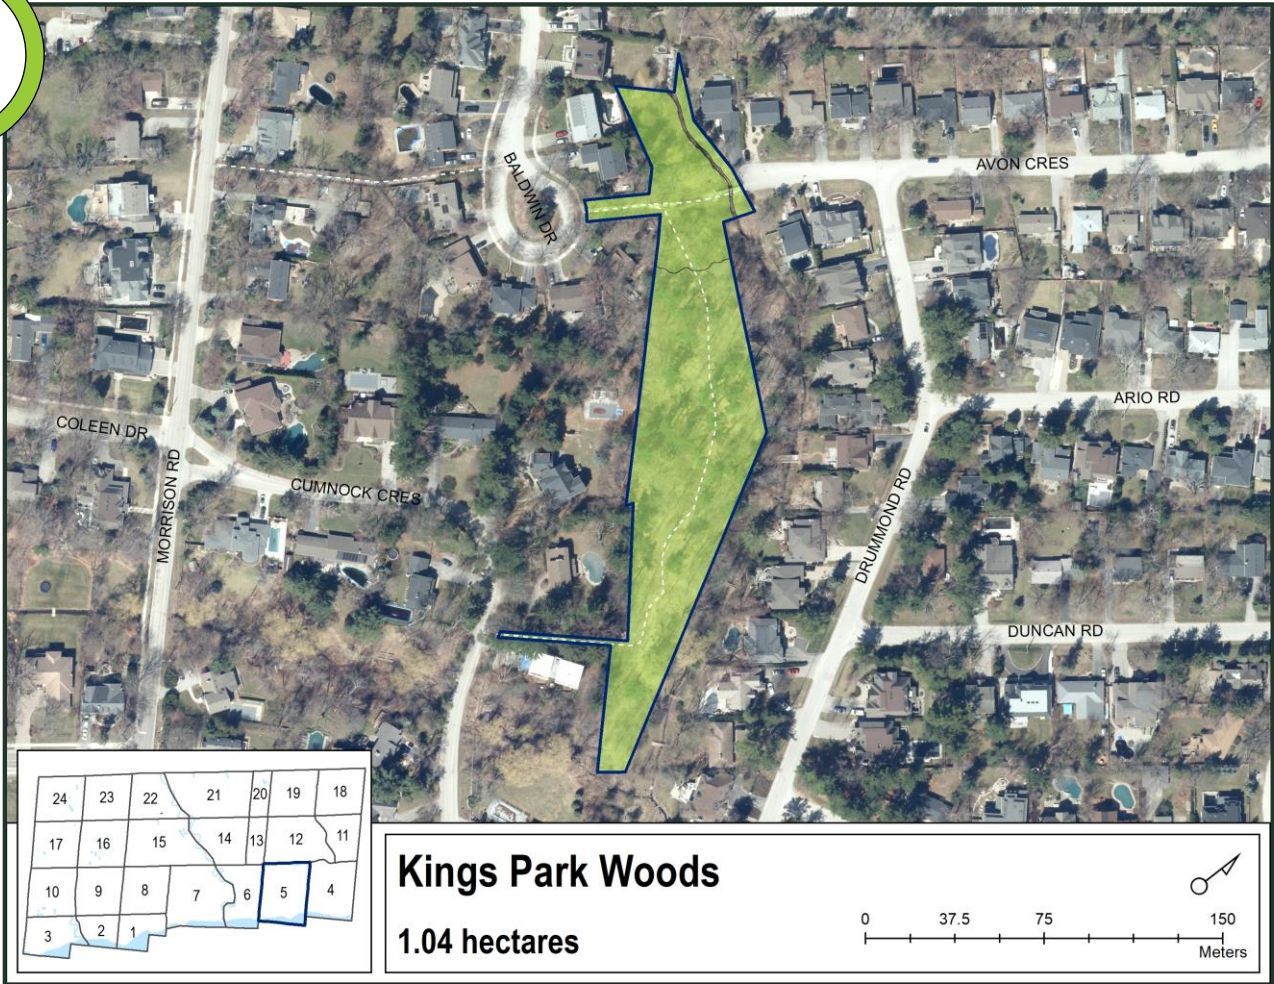 AVON CRES
BALDWIN DR
ARIO RD
COLEEN DR
MORRISON RD
CUMNOCK CRES
DRUMMOND RD
DUNCAN RD
24 23 22 21 20 19 18
17 16 15 14 13 12 11
10 9 8 7 6 5 4
3 2 1
Kings Park Woods
1.04 hectares
0 37.5 75 150
Meters